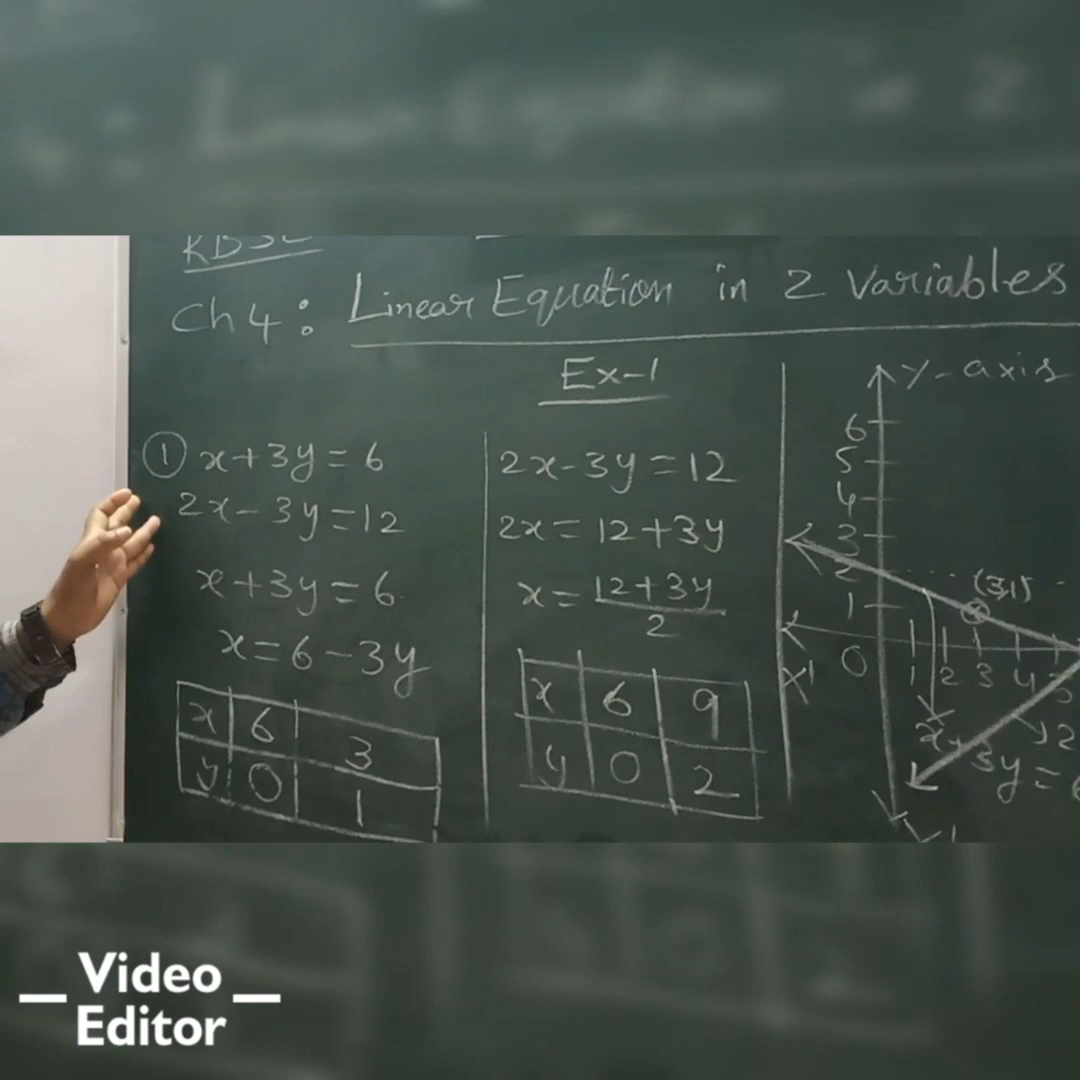 Ch 4: Linear Equation in 2 Variables
Ex-1
① x+3y=6
2x-3y=12
x+3y=6
x=6-3y
x 6 3
y 0 1
2x-3y=12
2x=12+3y
x=12+3y
2
x 6 9
y 0 2
y-axis
6
5
4
3
2
1
(3,1)
0
1 2 3 4 5
x'
x+3y=6
Video
Editor